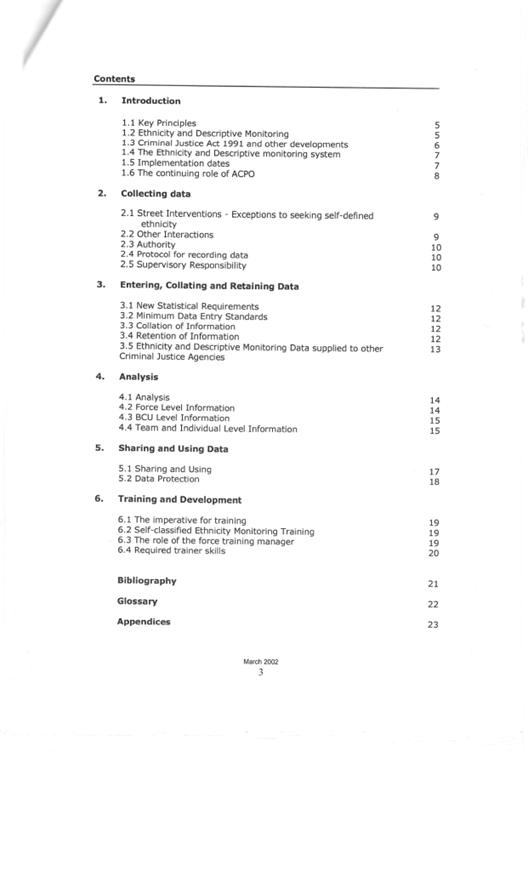 Contents
1. Introduction
1.1 Key Principles 5
1.2 Ethnicity and Descriptive Monitoring 5
1.3 Criminal Justice Act 1991 and other developments 6
1.4 The Ethnicity and Descriptive monitoring system 7
1.5 Implementation dates 7
1.6 The continuing role of ACPO 8
2. Collecting data
2.1 Street Interventions - Exceptions to seeking self-defined 9
ethnicity
2.2 Other Interactions 9
2.3 Authority 10
2.4 Protocol for recording data 10
2.5 Supervisory Responsibility 10
3. Entering, Collating and Retaining Data
3.1 New Statistical Requirements 12
3.2 Minimum Data Entry Standards 12
3.3 Collation of Information 12
3.4 Retention of Information 12
3.5 Ethnicity and Descriptive Monitoring Data supplied to other 13
Criminal Justice Agencies
4. Analysis
4.1 Analysis 14
4.2 Force Level Information 14
4.3 BCU Level Information 15
4.4 Team and Individual Level Information 15
5. Sharing and Using Data
5.1 Sharing and Using 17
5.2 Data Protection 18
6. Training and Development
6.1 The imperative for training 19
6.2 Self-classified Ethnicity Monitoring Training 19
6.3 The role of the force training manager 19
6.4 Required trainer skills 20
Bibliography 21
Glossary 22
Appendices 23
March 2002
3